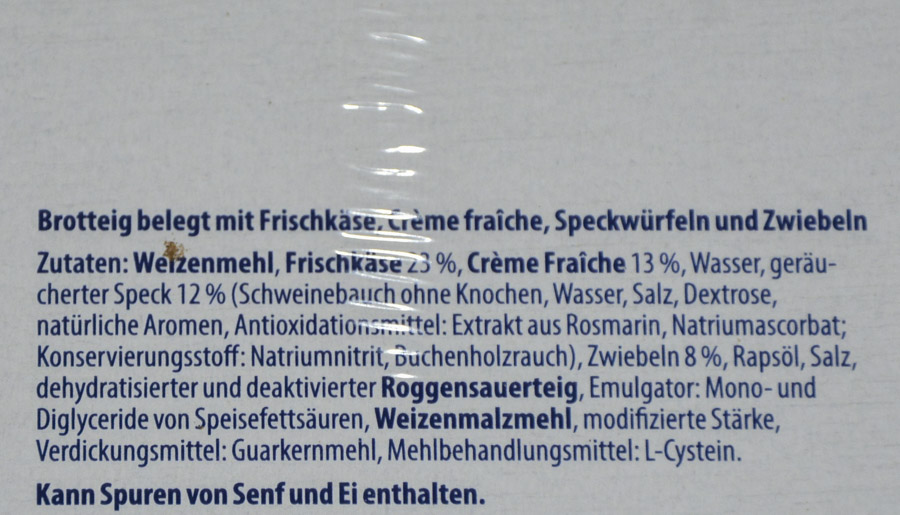 Brotteig belegt mit Frischkäse, Crème fraîche, Speckwürfeln und Zwiebeln
Zutaten: Weizenmehl, Frischkäse 23 %, Crème Fraîche 13 %, Wasser, geräu-
cherter Speck 12 % (Schweinebauch ohne Knochen, Wasser, Salz, Dextrose,
natürliche Aromen, Antioxidationsmittel: Extrakt aus Rosmarin, Natriumascorbat;
Konservierungsstoff: Natriumnitrit, Buchenholzrauch), Zwiebeln 8 %, Rapsöl, Salz,
dehydratisierter und deaktivierter Roggensauerteig, Emulgator: Mono- und
Diglyceride von Speisefettsäuren, Weizenmalzmehl, modifizierte Stärke,
Verdickungsmittel: Guarkernmehl, Mehlbehandlungsmittel: L-Cystein.
Kann Spuren von Senf und Ei enthalten.